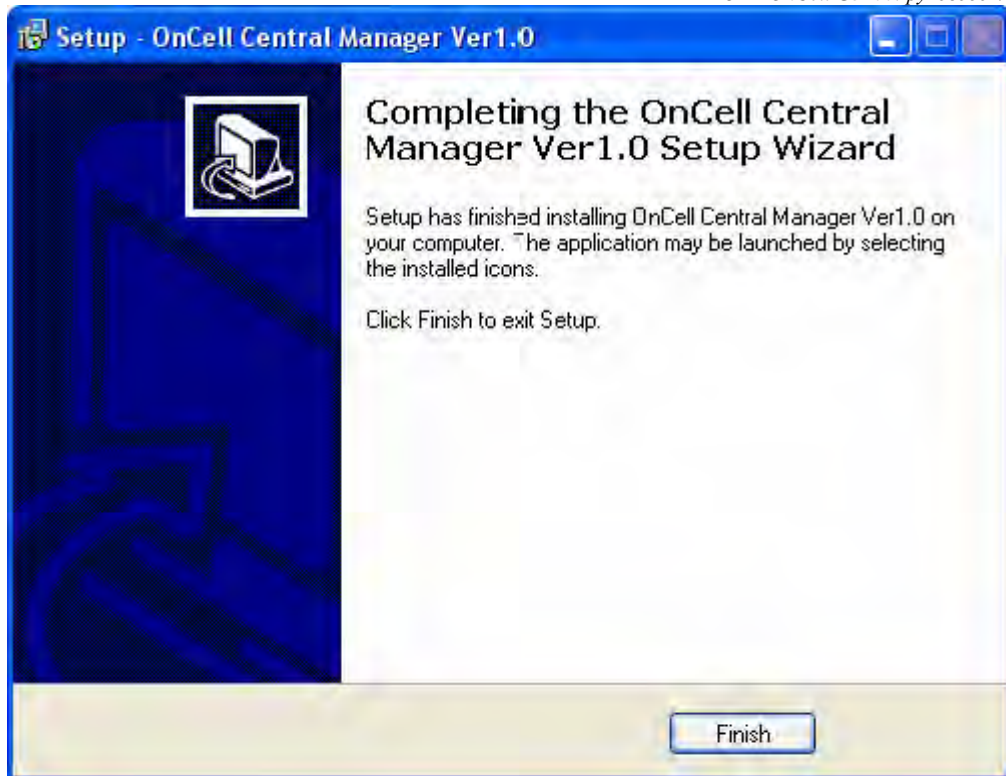 Setup - OnCell Central Manager Ver1.0
Completing the OnCell Central
Manager Ver1.0 Setup Wizard
Setup has finished installing OnCell Central Manager Ver1.0 on
your computer. The application may be launched by selecting
the installed icons.
Click Finish to exit Setup.
Finish